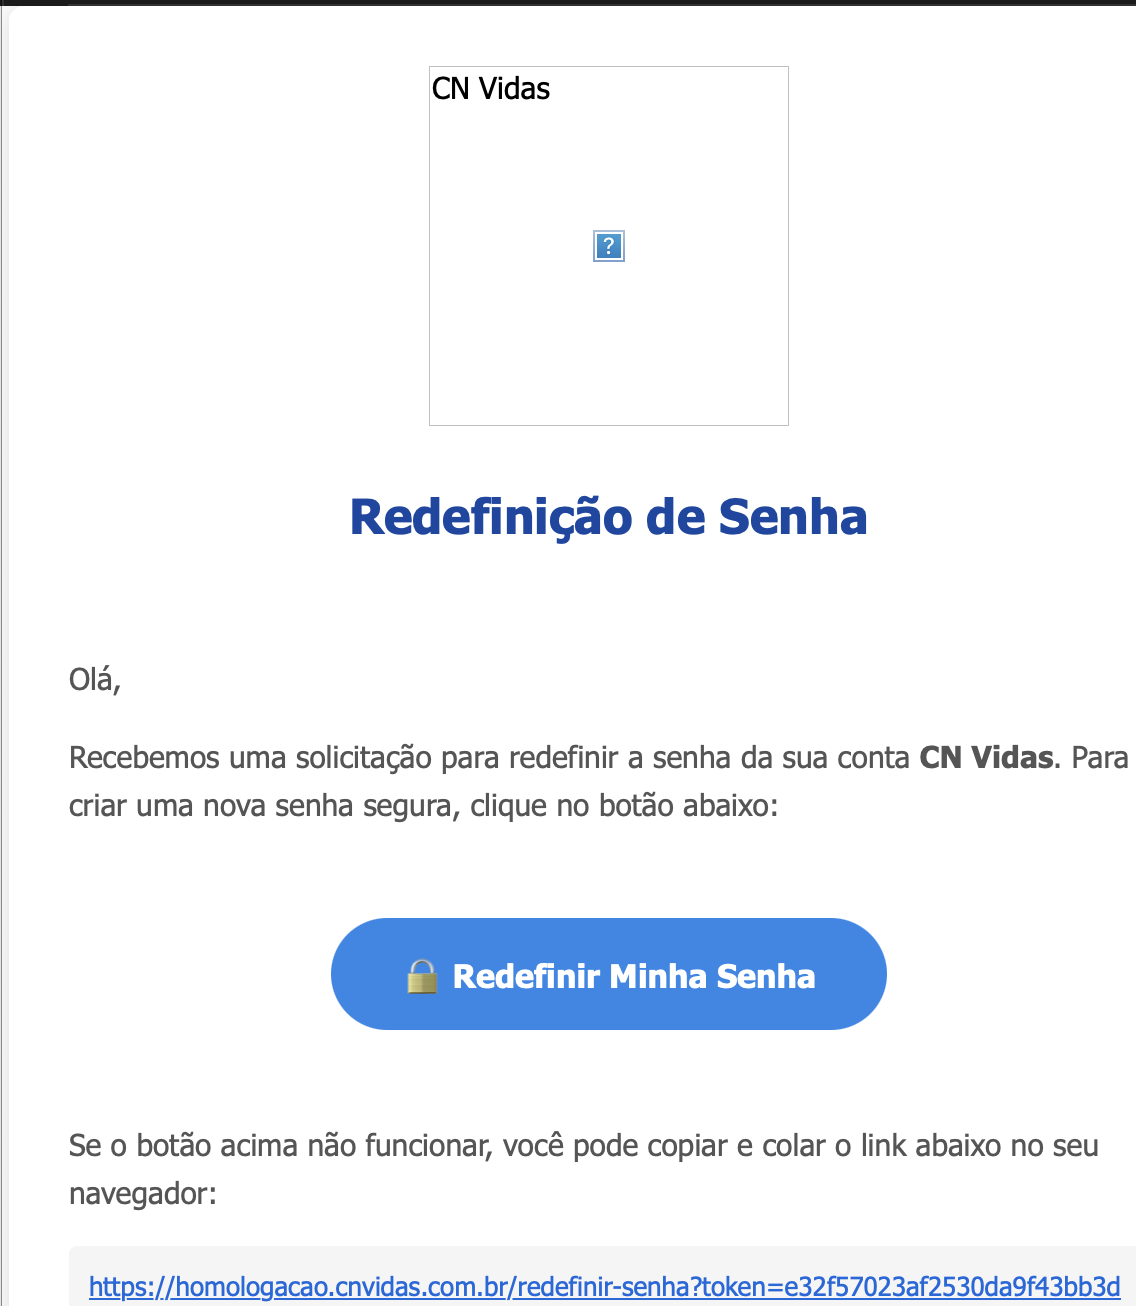 CN Vidas
?
Redefinição de Senha
Olá,
Recebemos uma solicitação para redefinir a senha da sua conta CN Vidas. Para
criar uma nova senha segura, clique no botão abaixo:
Redefinir Minha Senha
Se o botão acima não funcionar, você pode copiar e colar o link abaixo no seu
navegador:
https://homologacao.cnvidas.com.br/redefinir-senha?token=e32f57023af2530da9f43bb3d